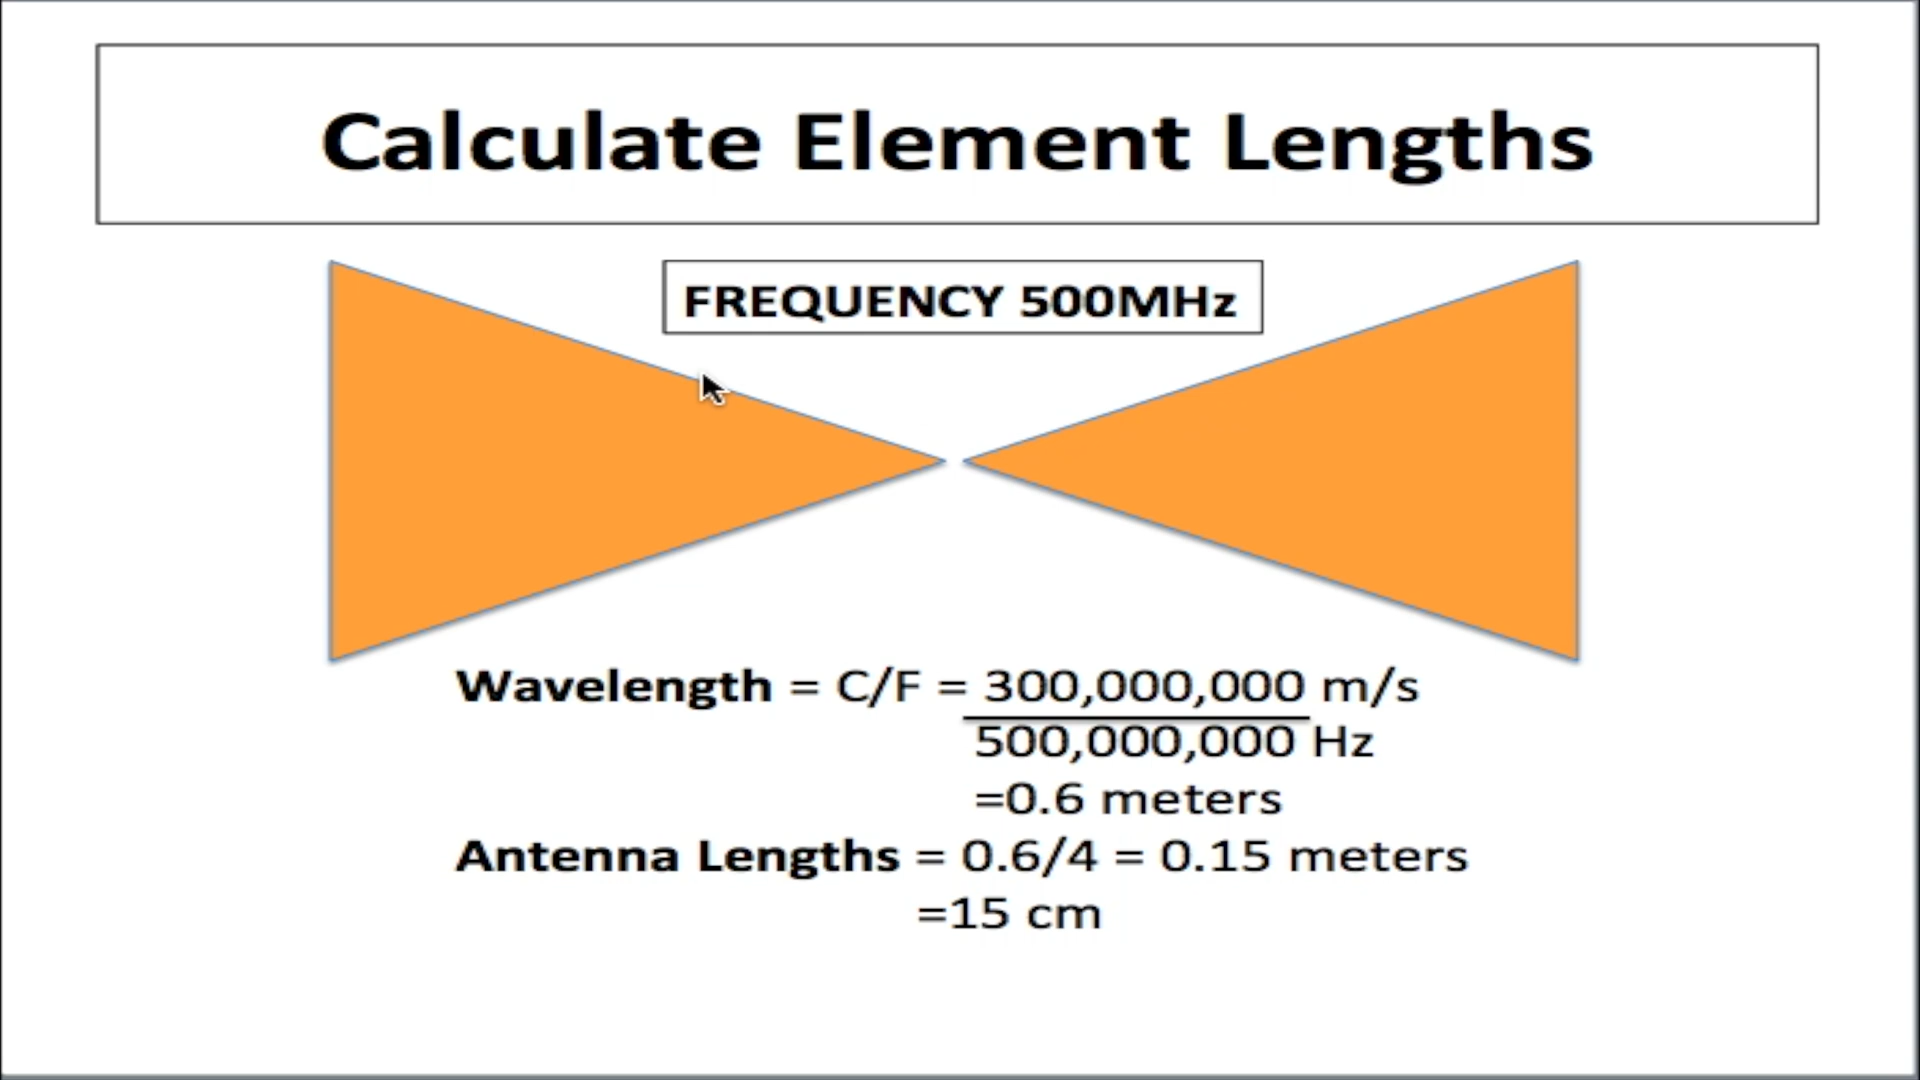 Calculate Element Lengths
FREQUENCY 500MHz
Wavelength = C/F = 300,000,000 m/s
500,000,000 Hz
=0.6 meters
Antenna Lengths = 0.6/4 = 0.15 meters
=15 cm